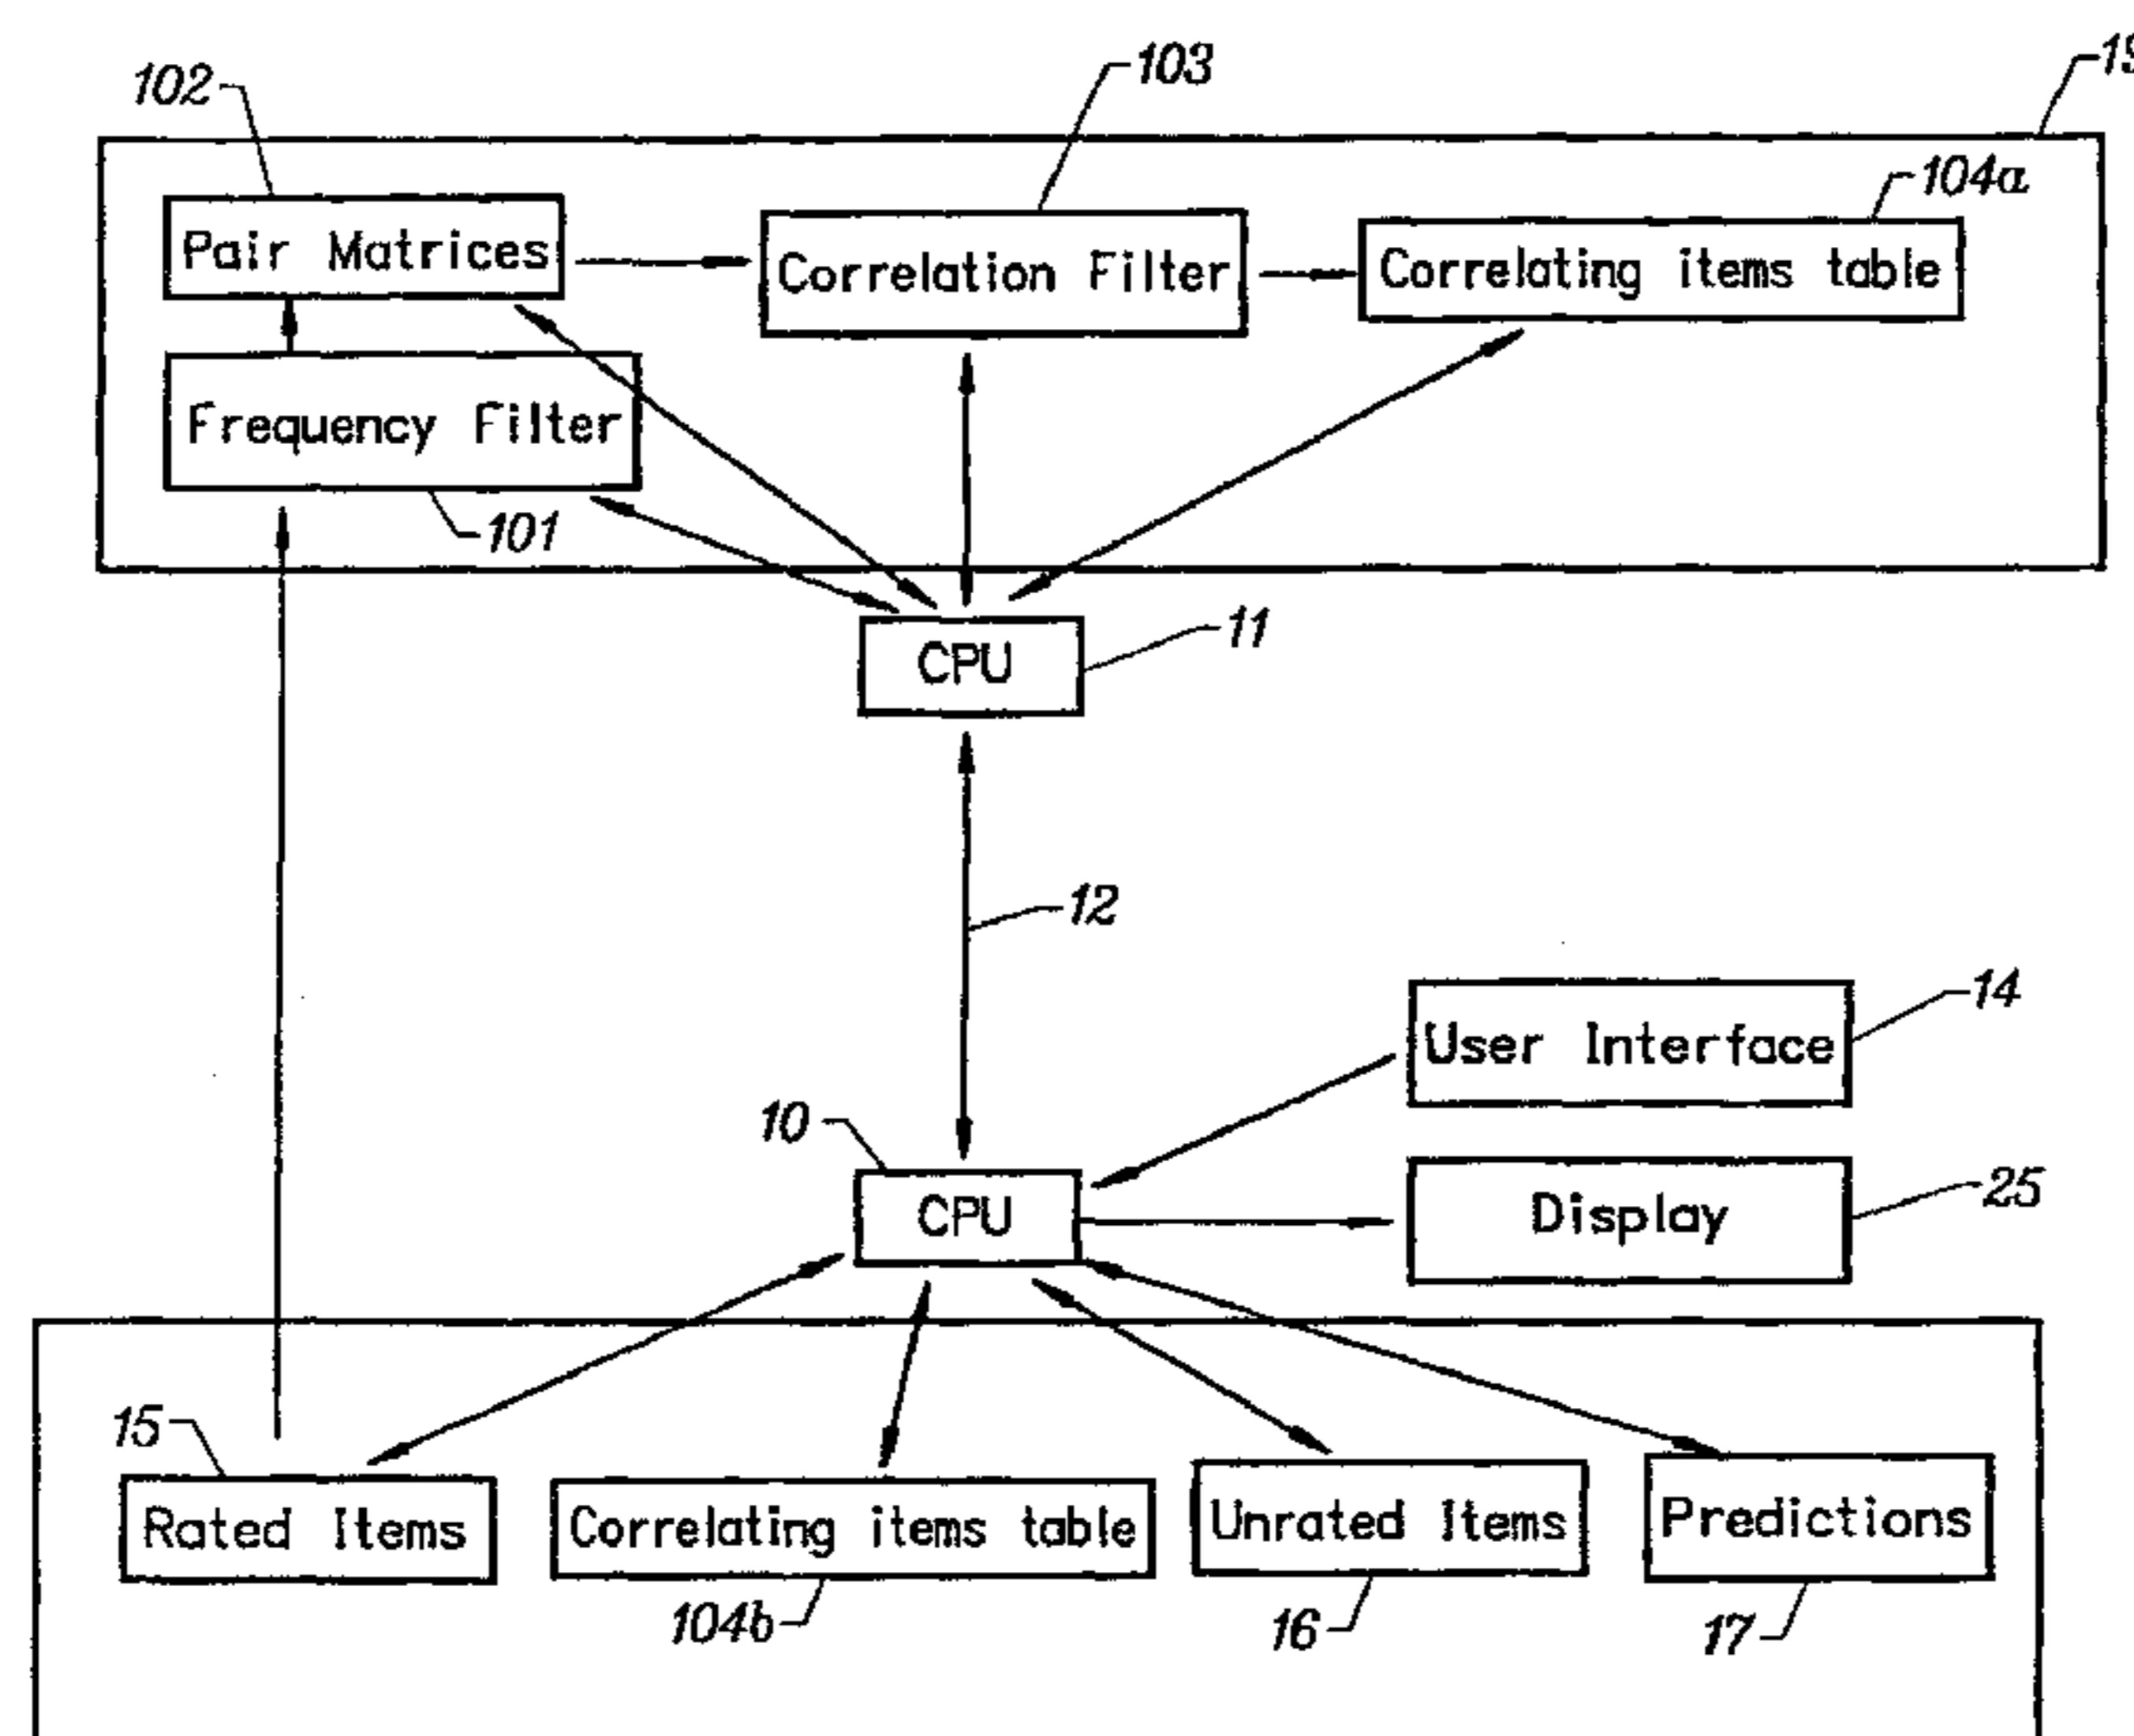 102
103
104a
Pair Matrices
Correlation Filter
Correlating items table
Frequency Filter
101
CPU
11
12
14
User Interface
10
CPU
25
Display
15
Rated Items
Correlating items table
Unrated Items
Predictions
104b
16
17